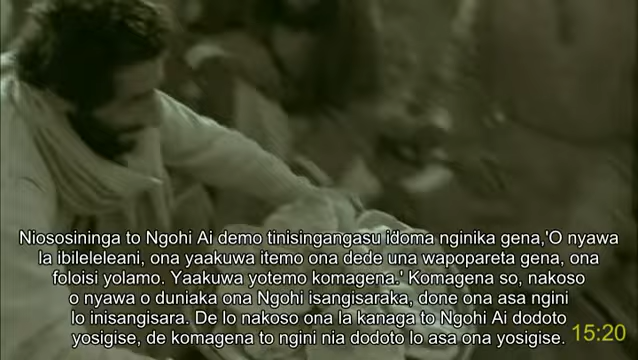 Niososininga to Ngohi Ai demo tinisingangasu idoma nginika gena,'O nyawa
la ibileleleani, ona yaakuwa itemo ona dede una wapopareta gena, ona
foloisi yolamo. Yaakuwa yotemo komagena.' Komagena so, nakoso
o nyawa o duniaka ona Ngohi isangisaraka, done ona asa ngini
lo inisangisara. De lo nakoso ona la kanaga to Ngohi Ai dodoto
yosigise, de komagena to ngini nia dodoto lo asa ona yosigise.
15:20